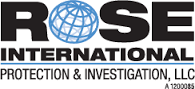 ROSE
INTERNATIONAL
PROTECTION & INVESTIGATION, LLC
A 1200085